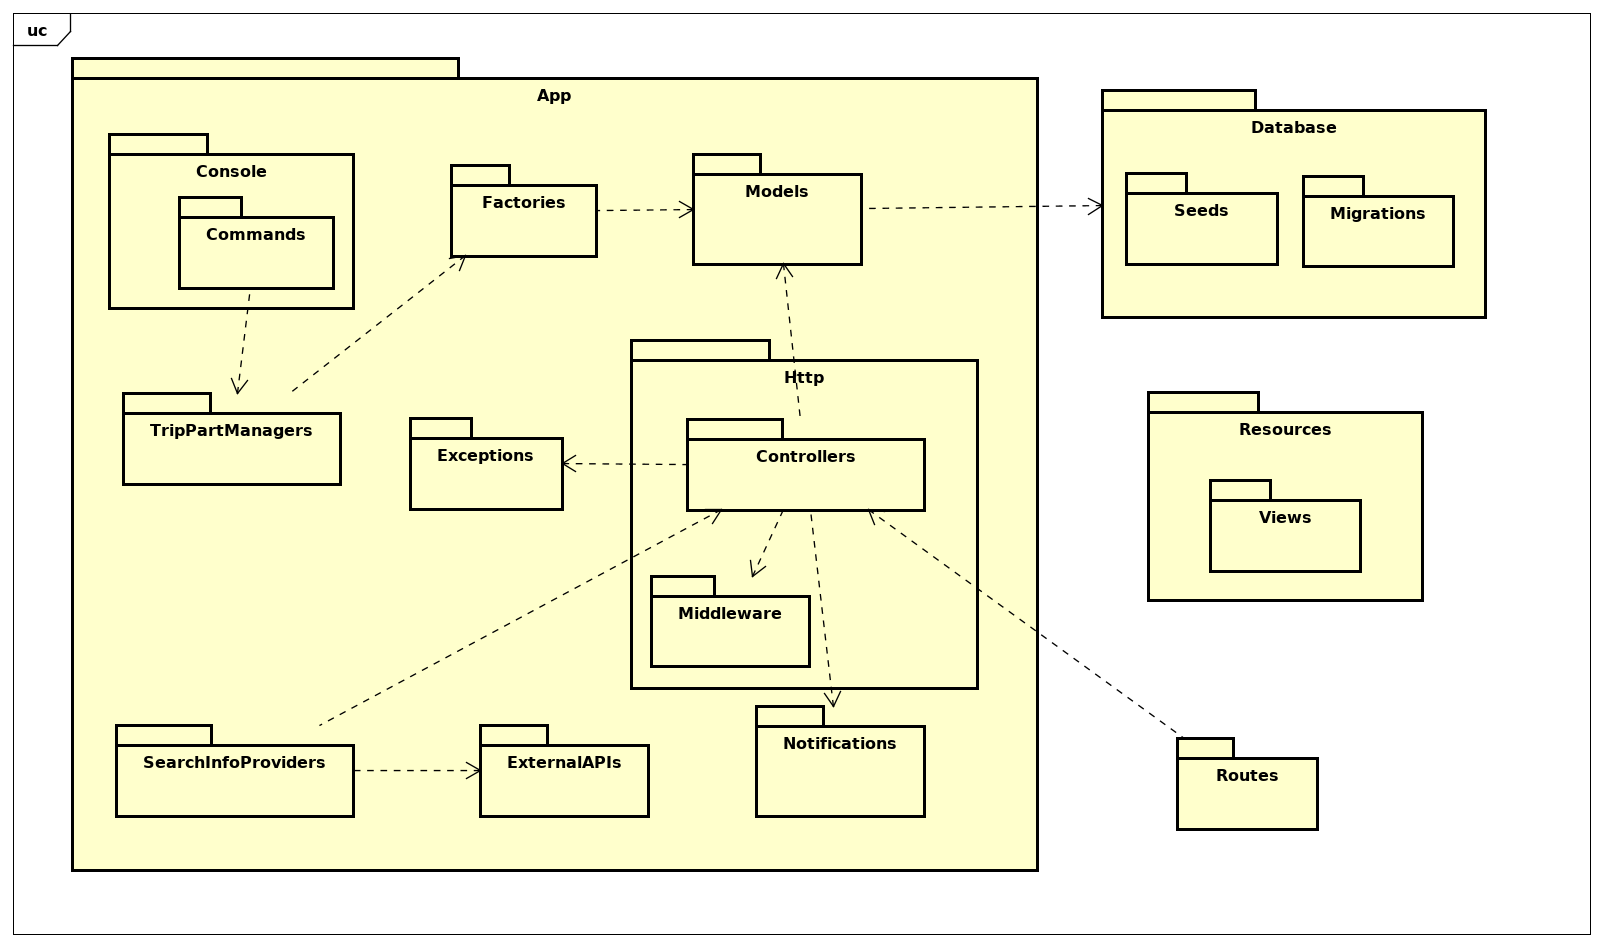 uc
App
Database
Console
Commands
Factories
Models
Seeds
Migrations
Http
TripPartManagers
Exceptions
Controllers
Resources
Views
Middleware
SearchInfoProviders
ExternalAPIs
Notifications
Routes